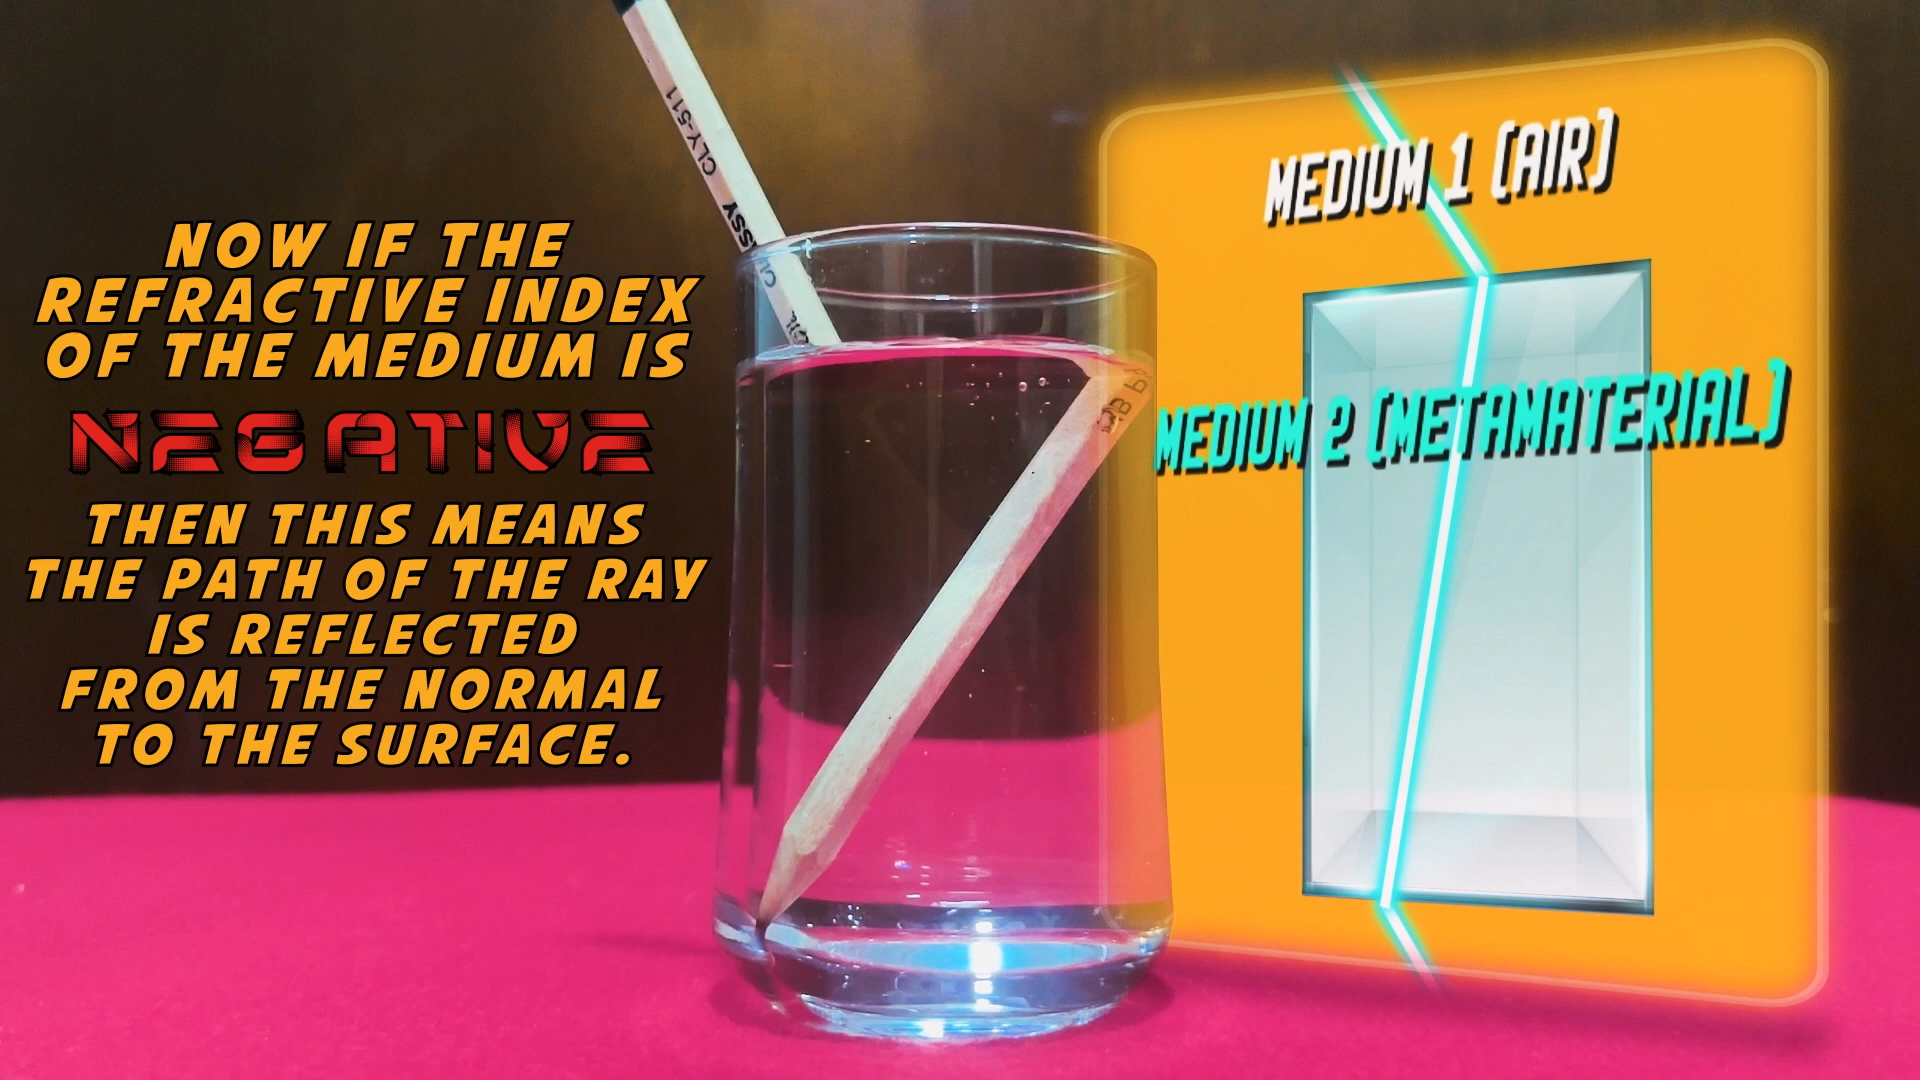 NOW IF THE
REFRACTIVE INDEX
OF THE MEDIUM IS
NEGATIVE
THEN THIS MEANS
THE PATH OF THE RAY
IS REFLECTED
FROM THE NORMAL
TO THE SURFACE.
CLY-511
MEDIUM 1 (AIR)
MEDIUM 2 (METAMATERIAL)